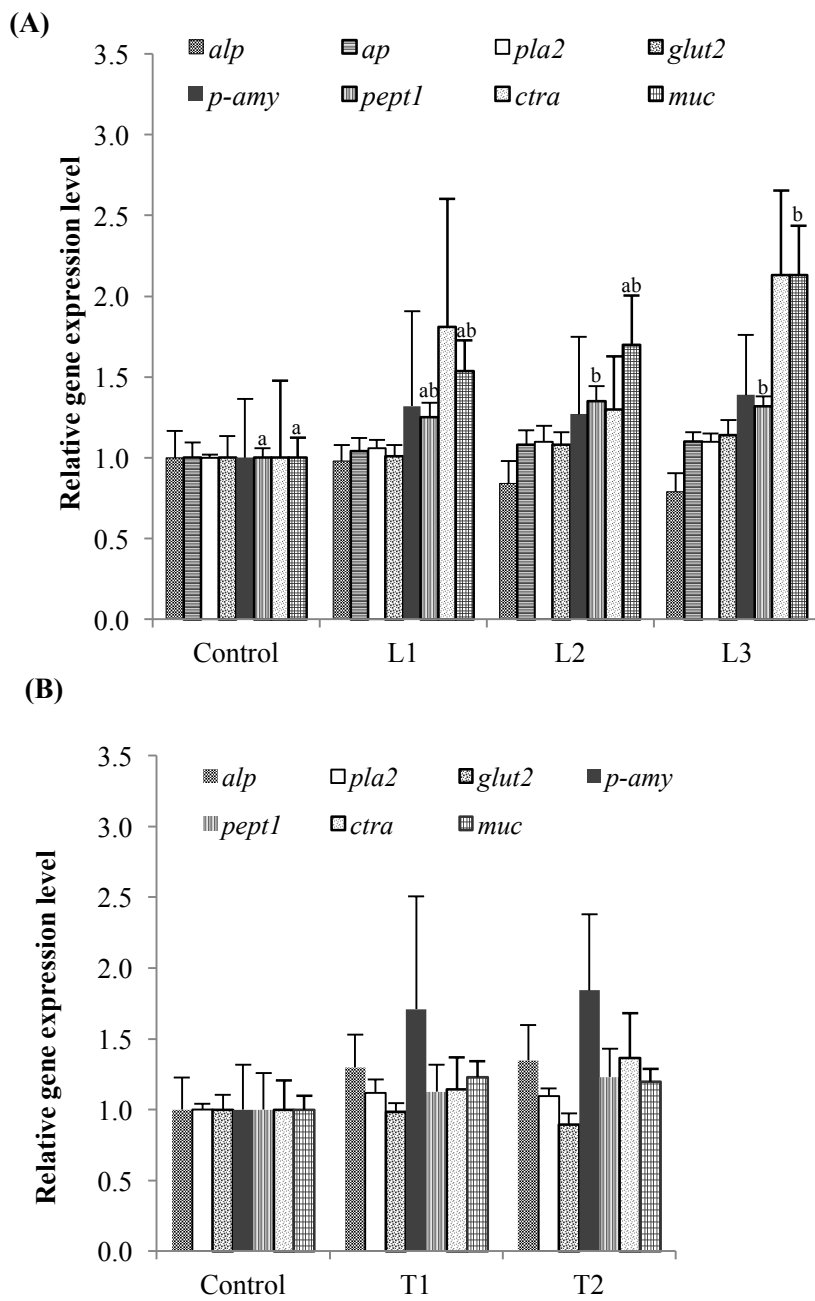 (A)
alp ap pla2 glut2
p-amy pept1 ctra muc
Relative gene expression level
3.5
3.0
2.5
2.0
1.5
1.0
0.5
0.0
a a
ab ab
b ab
b b
Control L1 L2 L3
(B)
alp pla2 glut2 p-amy
pept1 ctra muc
Relative gene expression level
3.5
3.0
2.5
2.0
1.5
1.0
0.5
0.0
Control T1 T2